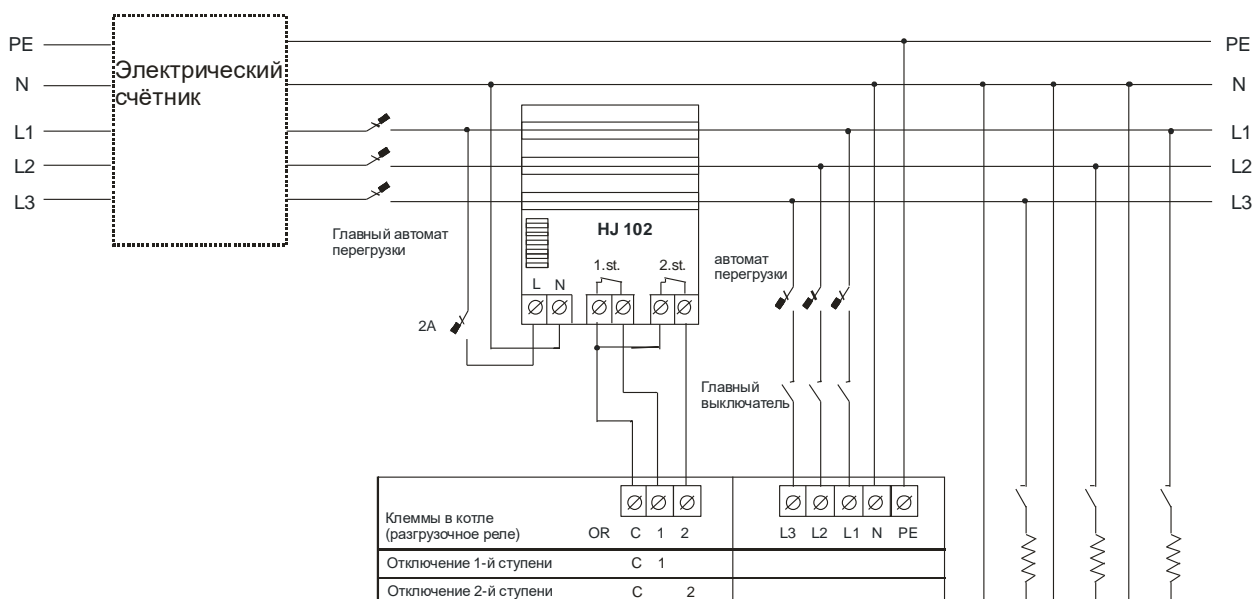 PE
PE
Электрический
счётчик
N
N
L1
L1
L2
L2
L3
L3
Главный автомат
перегрузки
HJ 102
1.st.
2.st.
автомат
перегрузки
L N
2A
Главный
выключатель
Клеммы в котле
(разгрузочное реле)
OR C 1 2
L3 L2 L1 N PE
Отключение 1-й ступени
C 1
Отключение 2-й ступени
C 2